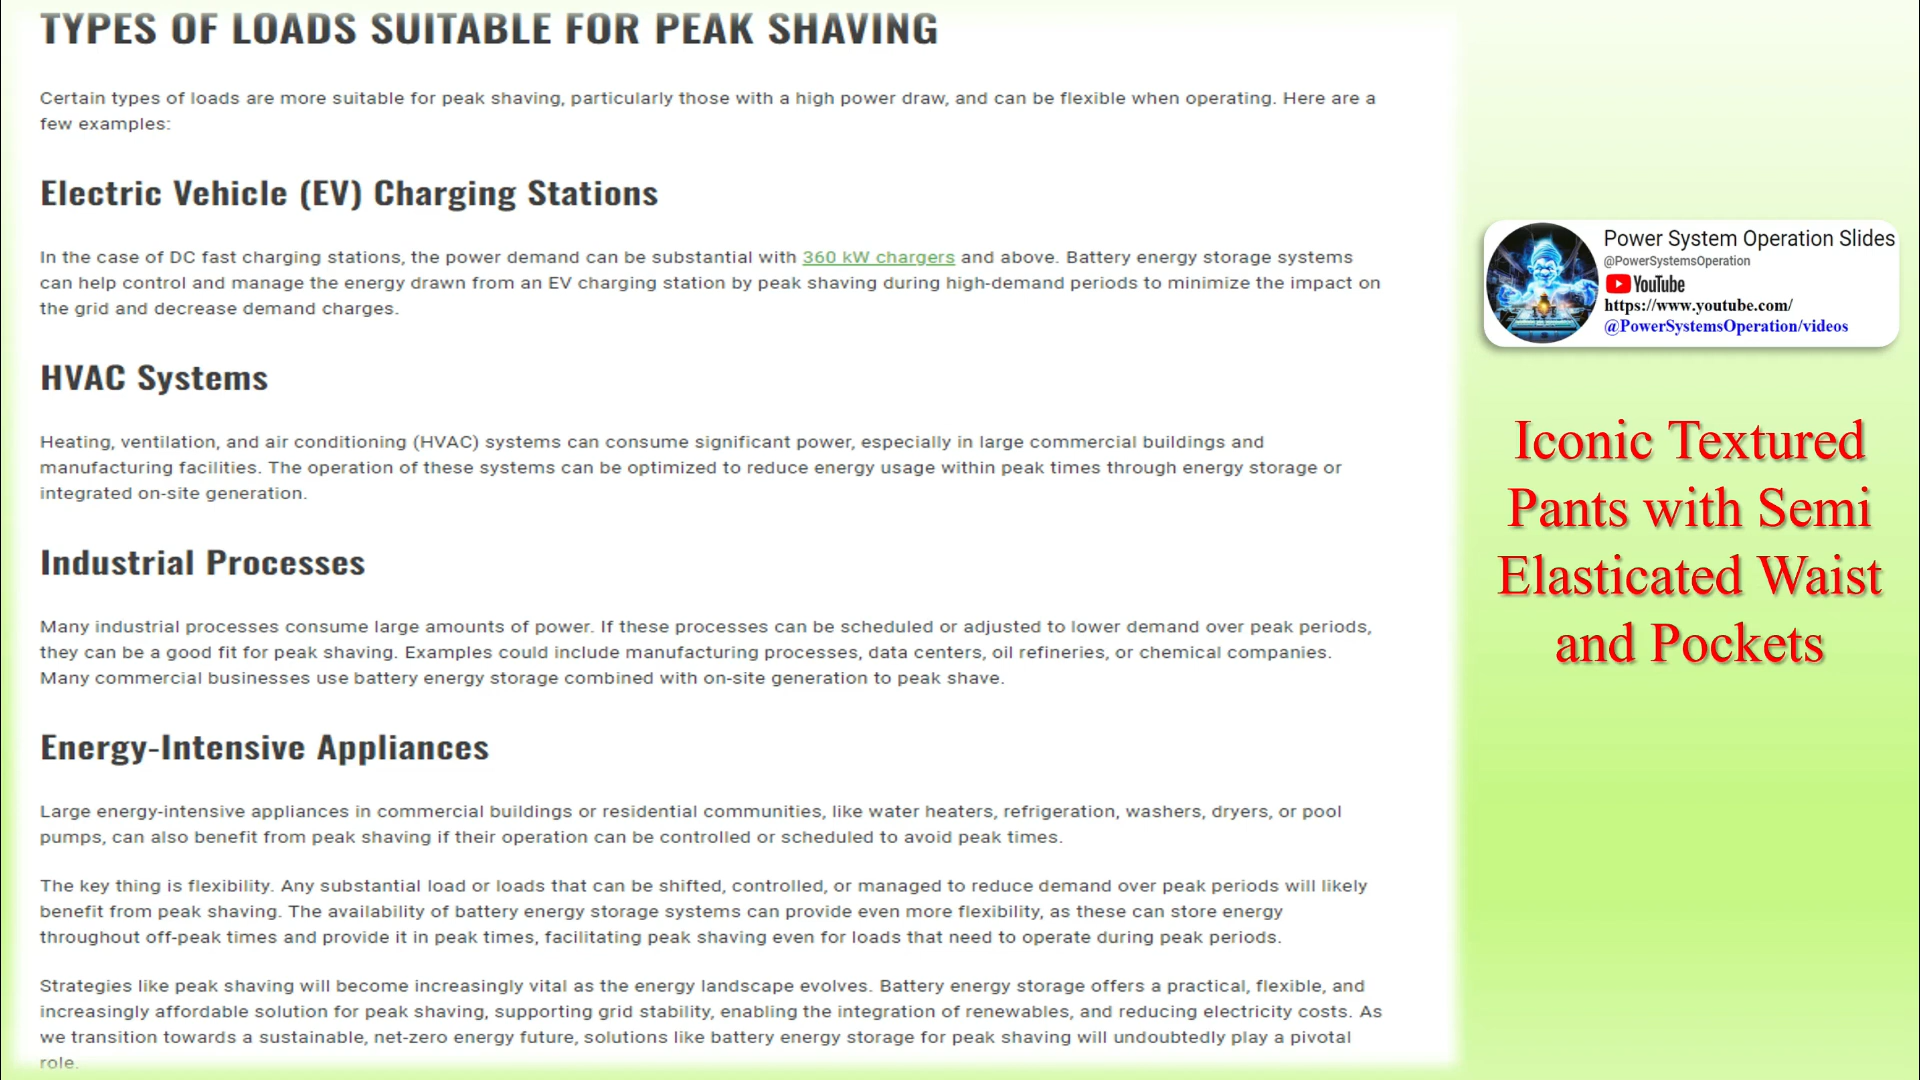 TYPES OF LOADS SUITABLE FOR PEAK SHAVING
Certain types of loads are more suitable for peak shaving, particularly those with a high power draw, and can be flexible when operating. Here are a
few examples:
Electric Vehicle (EV) Charging Stations
In the case of DC fast charging stations, the power demand can be substantial with 360 kW chargers and above. Battery energy storage systems
can help control and manage the energy drawn from an EV charging station by peak shaving during high-demand periods to minimize the impact on
the grid and decrease demand charges.
HVAC Systems
Heating, ventilation, and air conditioning (HVAC) systems can consume significant power, especially in large commercial buildings and
manufacturing facilities. The operation of these systems can be optimized to reduce energy usage within peak times through energy storage or
integrated on-site generation.
Industrial Processes
Many industrial processes consume large amounts of power. If these processes can be scheduled or adjusted to lower demand over peak periods,
they can be a good fit for peak shaving. Examples could include manufacturing processes, data centers, oil refineries, or chemical companies.
Many commercial businesses use battery energy storage combined with on-site generation to peak shave.
Energy-Intensive Appliances
Large energy-intensive appliances in commercial buildings or residential communities, like water heaters, refrigeration, washers, dryers, or pool
pumps, can also benefit from peak shaving if their operation can be controlled or scheduled to avoid peak times.
The key thing is flexibility. Any substantial load or loads that can be shifted, controlled, or managed to reduce demand over peak periods will likely
benefit from peak shaving. The availability of battery energy storage systems can provide even more flexibility, as these can store energy
throughout off-peak times and provide it in peak times, facilitating peak shaving even for loads that need to operate during peak periods.
Strategies like peak shaving will become increasingly vital as the energy landscape evolves. Battery energy storage offers a practical, flexible, and
increasingly affordable solution for peak shaving, supporting grid stability, enabling the integration of renewables, and reducing electricity costs. As
we transition towards a sustainable, net-zero energy future, solutions like battery energy storage for peak shaving will undoubtedly play a pivotal
role.
Power System Operation Slides
@PowerSystemsOperation
YouTube
https://www.youtube.com/
@PowerSystemsOperation/videos
Iconic Textured
Pants with Semi
Elasticated Waist
and Pockets